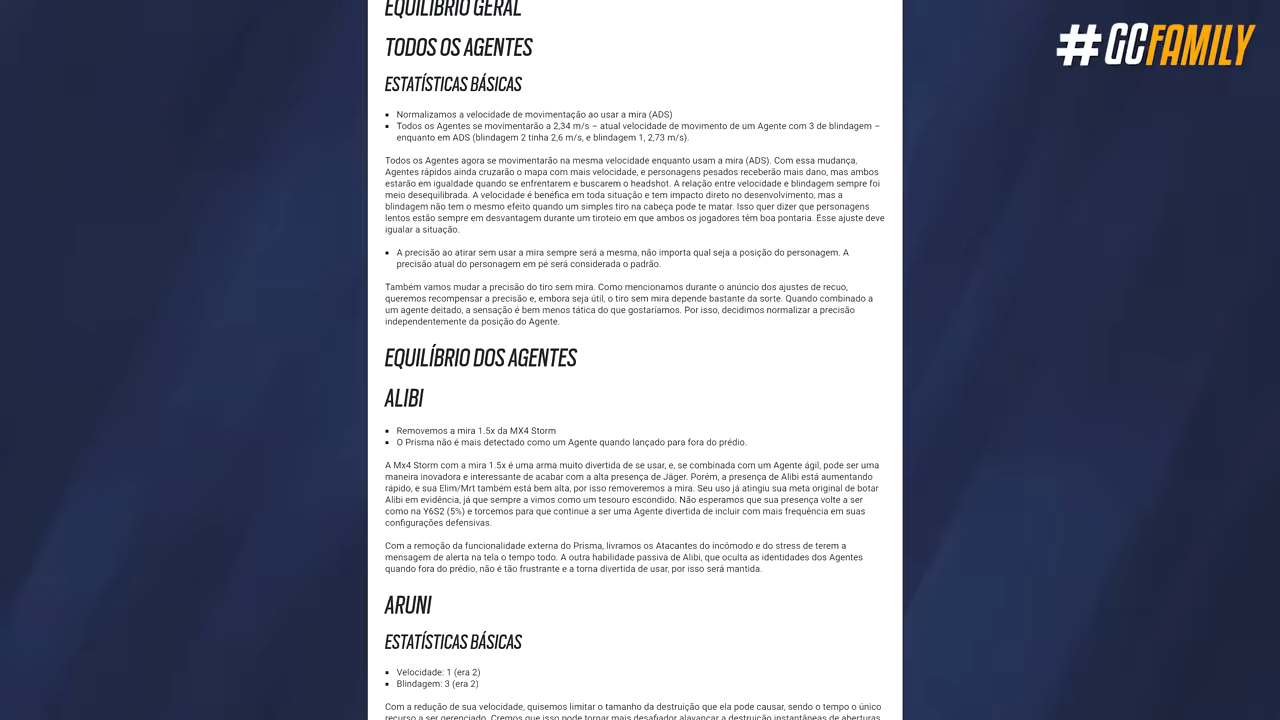 EQUILÍBRIO GERAL
#GCFAMILY
TODOS OS AGENTES
ESTATÍSTICAS BÁSICAS
Normalizamos a velocidade de movimentação ao usar a mira (ADS)
Todos os Agentes se movimentarão a 2,34 m/s – atual velocidade de movimento de um Agente com 3 de blindagem –
enquanto em ADS (blindagem 2 tinha 2,6 m/s, e blindagem 1, 2,73 m/s).
Todos os Agentes agora se movimentarão na mesma velocidade enquanto usam a mira (ADS). Com essa mudança,
Agentes rápidos ainda cruzarão o mapa com mais velocidade, e personagens pesados receberão mais dano, mas ambos
estarão em igualdade quando se enfrentarem e buscarem o headshot. A relação entre velocidade e blindagem sempre foi
meio desequilibrada. A velocidade é benéfica em toda situação e tem impacto direto no desenvolvimento, mas a
blindagem não tem o mesmo efeito quando um simples tiro na cabeça pode te matar. Isso quer dizer que personagens
lentos estão sempre em desvantagem durante um tiroteio em que ambos os jogadores têm boa pontaria. Esse ajuste deve
igualar a situação.
A precisão ao atirar sem usar a mira sempre será a mesma, não importa qual seja a posição do personagem. A
precisão atual do personagem em pé será considerada o padrão.
Também vamos mudar a precisão do tiro sem mira. Como mencionamos durante o anúncio dos ajustes de recuo,
queremos recompensar a precisão e, embora seja útil, o tiro sem mira depende bastante da sorte. Quando combinado a
um agente deitado, a sensação é bem menos tática do que gostaríamos. Por isso, decidimos normalizar a precisão
independentemente da posição do Agente.
EQUILÍBRIO DOS AGENTES
ALIBI
Removemos a mira 1.5x da MX4 Storm
O Prisma não é mais detectado como um Agente quando lançado para fora do prédio.
A Mx4 Storm com a mira 1.5x é uma arma muito divertida de se usar, e, se combinada com um Agente ágil, pode ser uma
maneira inovadora e interessante de acabar com a alta presença de Jäger. Porém, a presença de Alibi está aumentando
rápido, e sua Elim/Mrt também está bem alta, por isso removeremos a mira. Seu uso já atingiu sua meta original de botar
Alibi em evidência, já que sempre a vimos como um tesouro escondido. Não esperamos que sua presença volte a ser
como na Y6S2 (5%) e torcemos para que continue a ser uma Agente divertida de incluir com mais frequência em suas
configurações defensivas.
Com a remoção da funcionalidade externa do Prisma, livramos os Atacantes do incômodo e do stress de terem a
mensagem de alerta na tela o tempo todo. A outra habilidade passiva de Alibi, que oculta as identidades dos Agentes
quando fora do prédio, não é tão frustrante e a torna divertida de usar, por isso será mantida.
ARUNI
ESTATÍSTICAS BÁSICAS
Velocidade: 1 (era 2)
Blindagem: 3 (era 2)
Com a redução de sua velocidade, quisemos limitar o tamanho da destruição que ela pode causar, sendo o tempo o único
recurso a ser gerenciado. Cremos que isso pode tornar mais desafiador alavancar a destruição instantâneas de aberturas